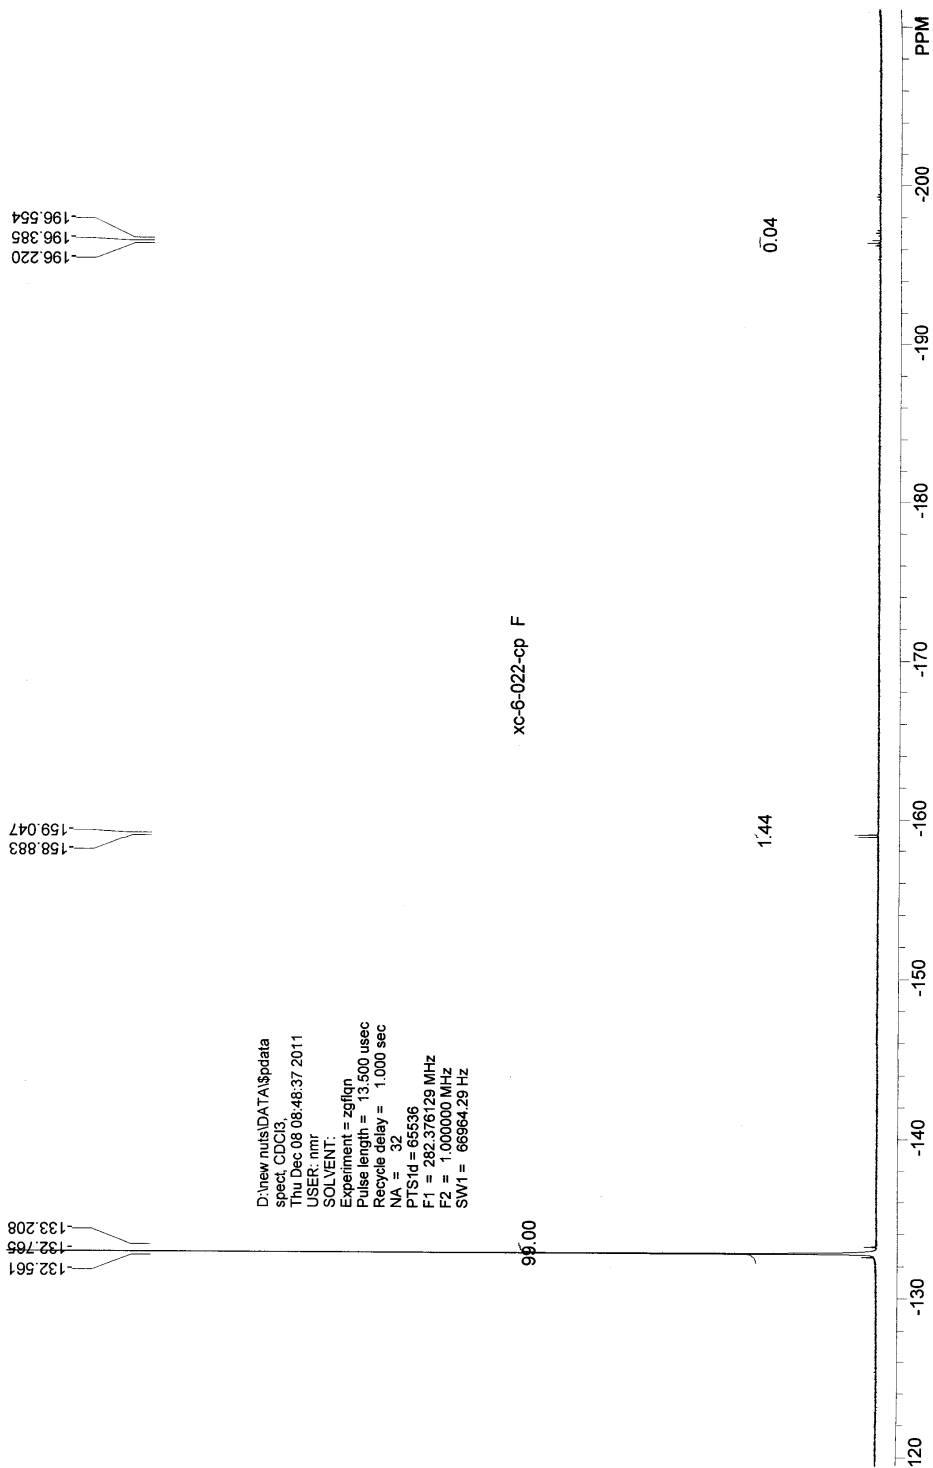 -132.561
-132.765
-133.208
-158.883
-159.047
-196.220
-196.385
-196.554
D:\new nuts\DATA\$pdata
spect, CDCl3,
Thu Dec 08 08:48:37 2011
USER: nmr
SOLVENT:
Experiment = zgflqn
Pulse length = 13.500 usec
Recycle delay = 1.000 sec
NA = 32
PTS1d = 65536
F1 = 282.376129 MHz
F2 = 1.000000 MHz
SW1 = 66964.29 Hz
xc-6-022-cp F
99.00
1.44
0.04
120
-130
-140
-150
-160
-170
-180
-190
-200
PPM